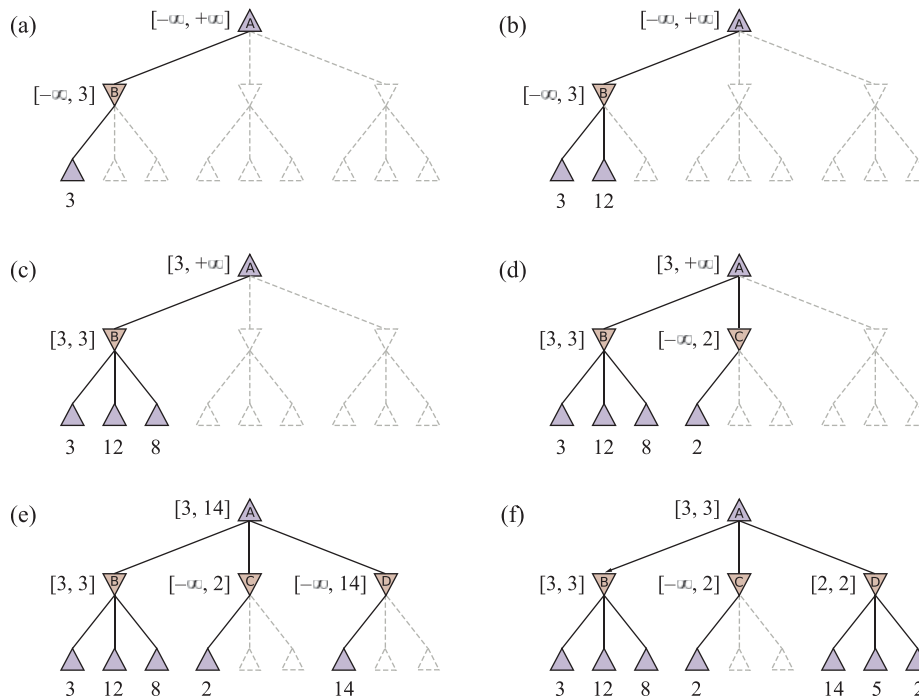 (a) [−∞, +∞] A
(b) [−∞, +∞] A
[−∞, 3] B
[−∞, 3] B
3
3 12
(c) [3, +∞] A
(d) [3, +∞] A
[3, 3] B
[3, 3] B [−∞, 2] C
3 12 8
3 12 8 2
(e) [3, 14] A
(f) [3, 3] A
[3, 3] B [−∞, 2] C [−∞, 14] D
[3, 3] B [−∞, 2] C [2, 2] D
3 12 8 2 14
3 12 8 2 14 5